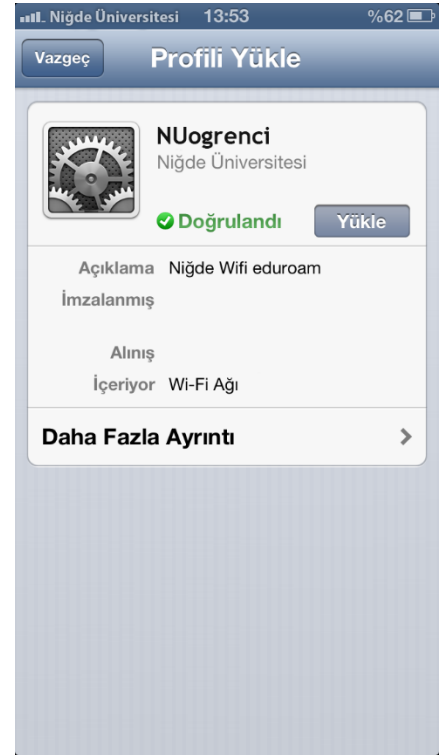 Niğde Üniversitesi 13:53 %62
Vazgeç Profili Yükle
NUogrenci
Niğde Üniversitesi
Doğrulandı Yükle
Açıklama Niğde Wifi eduroam
İmzalanmış
Alınış
İçeriyor Wi-Fi Ağı
Daha Fazla Ayrıntı